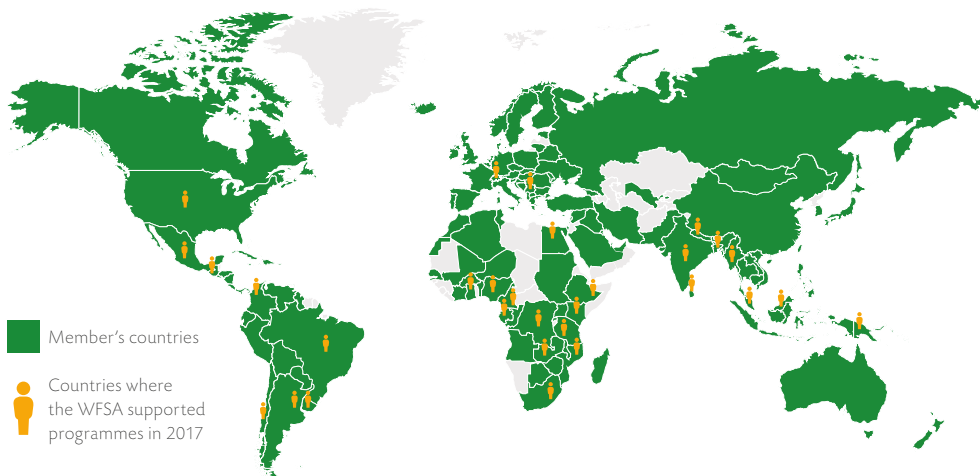 Member's countries
Countries where
the WFSA supported
programmes in 2017